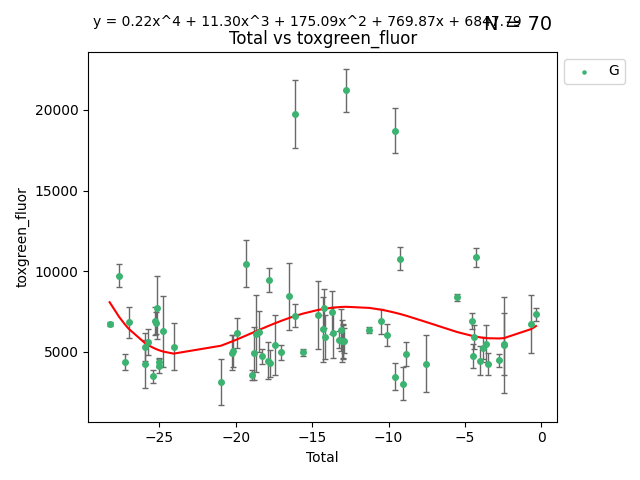 y = 0.22x^4 + 11.30x^3 + 175.09x^2 + 769.87x + 6847.79
N = 70
Total vs toxgreen_fluor
G
20000
15000
10000
5000
toxgreen_fluor
−25
−20
−15
−10
−5
0
Total